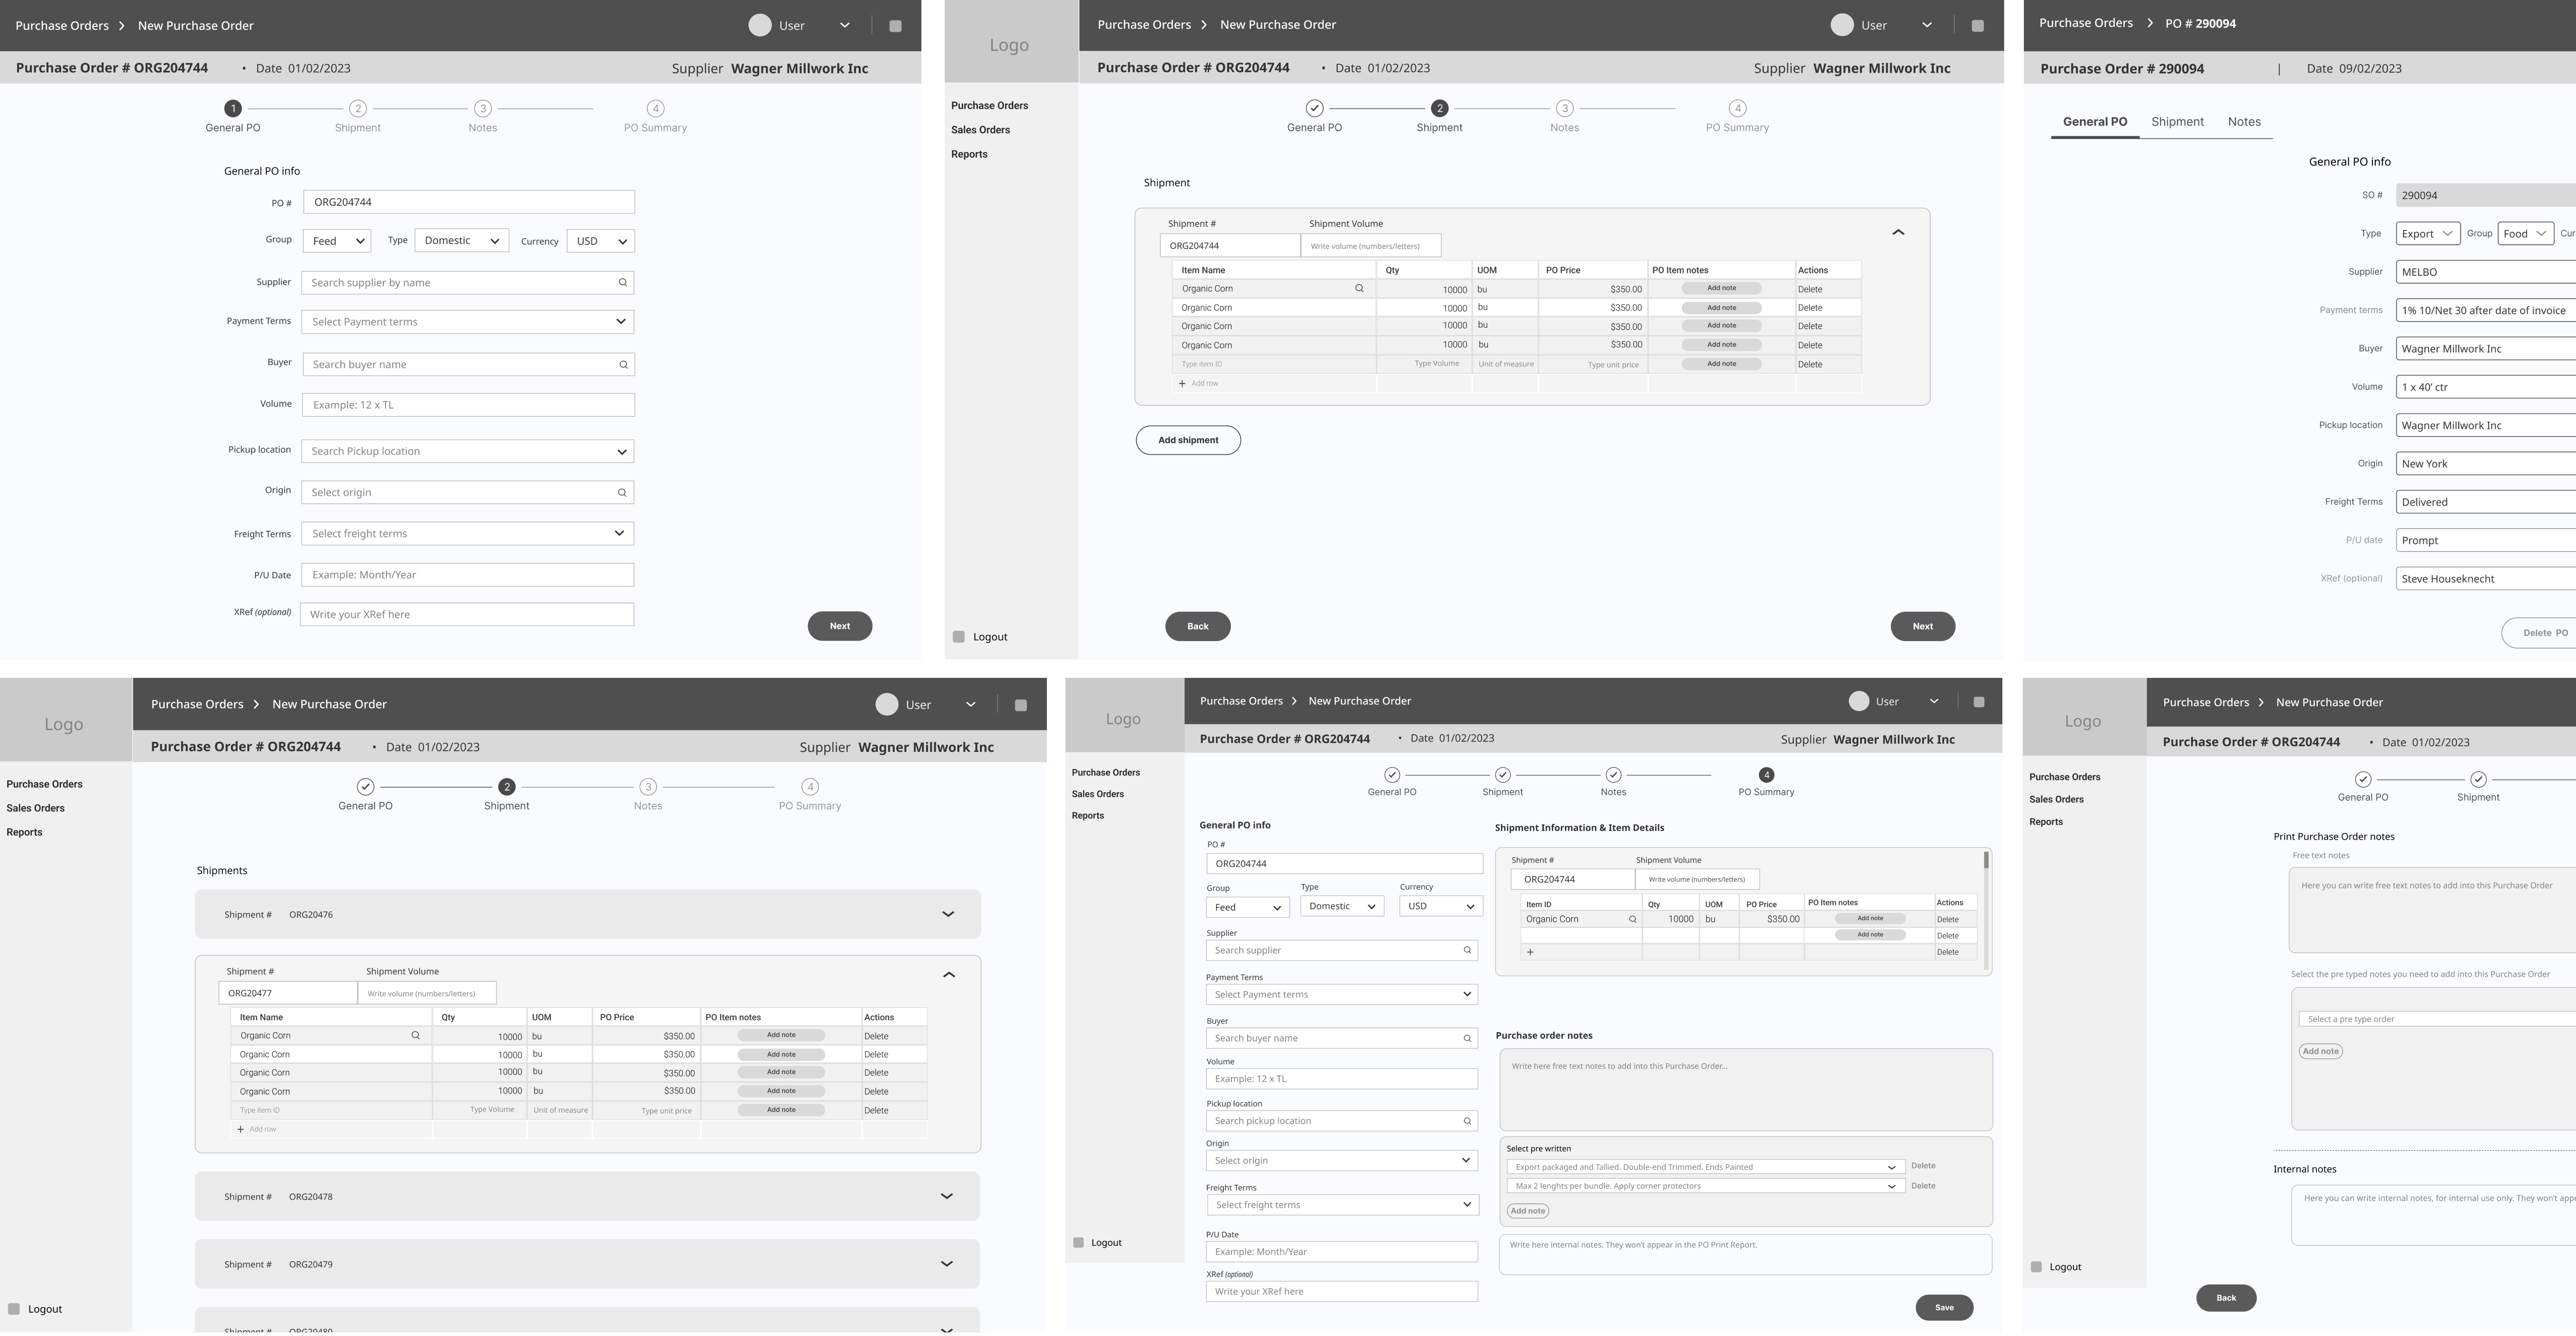 Purchase Orders > New Purchase Order
User
Purchase Order # ORG204744 • Date 01/02/2023 Supplier Wagner Millwork Inc
1 2 3 4
General PO Shipment Notes PO Summary
General PO info
PO # ORG204744
Group Feed Type Domestic Currency USD
Supplier Search supplier by name
Payment Terms Select Payment terms
Buyer Search buyer name
Volume Example: 12 x TL
Pickup location Search Pickup location
Origin Select origin
Freight Terms Select freight terms
P/U Date Example: Month/Year
XRef (optional) Write your XRef here
Next
Logo
Purchase Orders > New Purchase Order
User
Purchase Order # ORG204744 • Date 01/02/2023 Supplier Wagner Millwork Inc
Purchase Orders
Sales Orders
Reports
Logout
2 3 4
General PO Shipment Notes PO Summary
Shipment
Shipment # Shipment Volume
ORG204744 Write volume (numbers/letters)
Item Name Qty UOM PO Price PO Item notes Actions
Organic Corn 10000 bu $350.00 Add note Delete
Organic Corn 10000 bu $350.00 Add note Delete
Organic Corn 10000 bu $350.00 Add note Delete
Organic Corn 10000 bu $350.00 Add note Delete
Type item ID Type Volume Unit of measure Type unit price Add note Delete
+ Add row
Add shipment
Back Next
Purchase Orders > PO # 290094
Purchase Order # 290094 | Date 09/02/2023
General PO Shipment Notes
General PO info
SO # 290094
Type Export Group Food Cur
Supplier MELBO
Payment terms 1% 10/Net 30 after date of invoice
Buyer Wagner Millwork Inc
Volume 1 x 40' ctr
Pickup location Wagner Millwork Inc
Origin New York
Freight Terms Delivered
P/U date Prompt
XRef (optional) Steve Houseknecht
Delete PO
Logo
Purchase Orders > New Purchase Order
User
Purchase Order # ORG204744 • Date 01/02/2023 Supplier Wagner Millwork Inc
Purchase Orders
Sales Orders
Reports
Logout
2 3 4
General PO Shipment Notes PO Summary
Shipments
Shipment # ORG20476
Shipment # Shipment Volume
ORG20477 Write volume (numbers/letters)
Item Name Qty UOM PO Price PO Item notes Actions
Organic Corn 10000 bu $350.00 Add note Delete
Organic Corn 10000 bu $350.00 Add note Delete
Organic Corn 10000 bu $350.00 Add note Delete
Organic Corn 10000 bu $350.00 Add note Delete
Type item ID Type Volume Unit of measure Type unit price Add note Delete
+ Add row
Shipment # ORG20478
Shipment # ORG20479
Shipment # ORG20480
Logo
Purchase Orders > New Purchase Order
User
Purchase Order # ORG204744 • Date 01/02/2023 Supplier Wagner Millwork Inc
Purchase Orders
Sales Orders
Reports
Logout
4
General PO Shipment Notes PO Summary
General PO info
PO #
ORG204744
Group Type Currency
Feed Domestic USD
Supplier
Search supplier
Payment Terms
Select Payment terms
Buyer
Search buyer name
Volume
Example: 12 x TL
Pickup location
Search pickup location
Origin
Select origin
Freight Terms
Select freight terms
P/U Date
Example: Month/Year
XRef (optional)
Write your XRef here
Shipment Information & Item Details
Shipment # Shipment Volume
ORG204744 Write volume (numbers/letters)
Item ID Qty UOM PO Price PO Item notes Actions
Organic Corn 10000 bu $350.00 Add note Delete
Add note Delete
+ Delete
Purchase order notes
Write here free text notes to add into this Purchase Order...
Select pre written
Export packaged and Tallied. Double-end Trimmed. Ends Painted Delete
Max 2 lenghts per bundle. Apply corner protectors Delete
Add note
Write here internal notes. They won't appear in the PO Print Report.
Save
Logo
Purchase Orders > New Purchase Order
Purchase Order # ORG204744 • Date 01/02/2023
Purchase Orders
Sales Orders
Reports
Logout
General PO Shipment
Print Purchase Order notes
Free text notes
Here you can write free text notes to add into this Purchase Order
Select the pre typed notes you need to add into this Purchase Order
Select a pre type order
Add note
Internal notes
Here you can write internal notes, for internal use only. They won't appe
Back